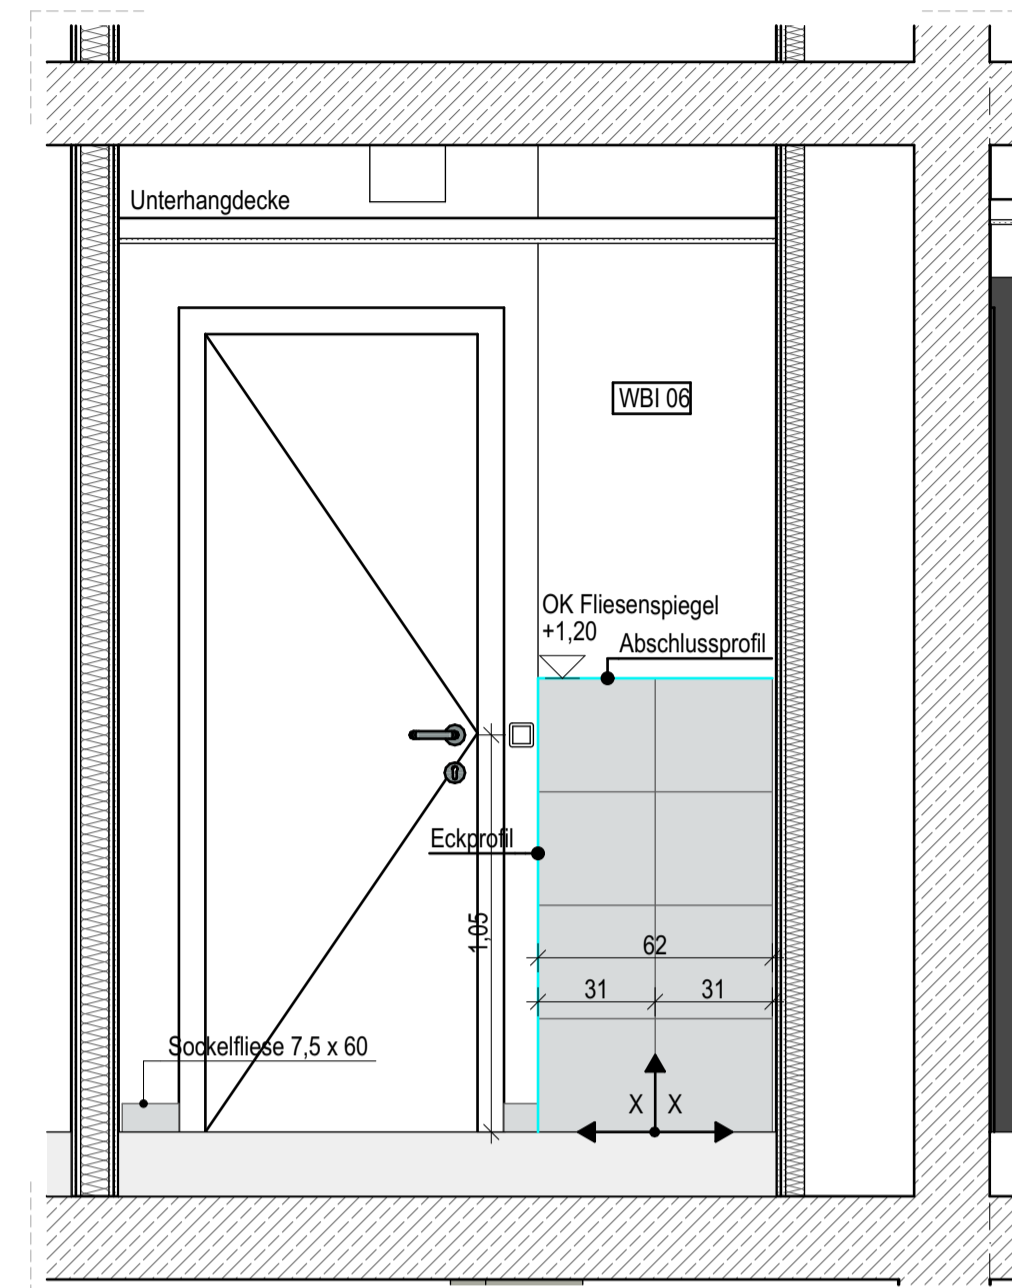 Unterhangdecke
WBI 06
OK Fliesenspiegel
+1,20
Abschlussprofil
Eckprofil
1,05
62
31
31
Sockelfliese 7,5 x 60
X
X